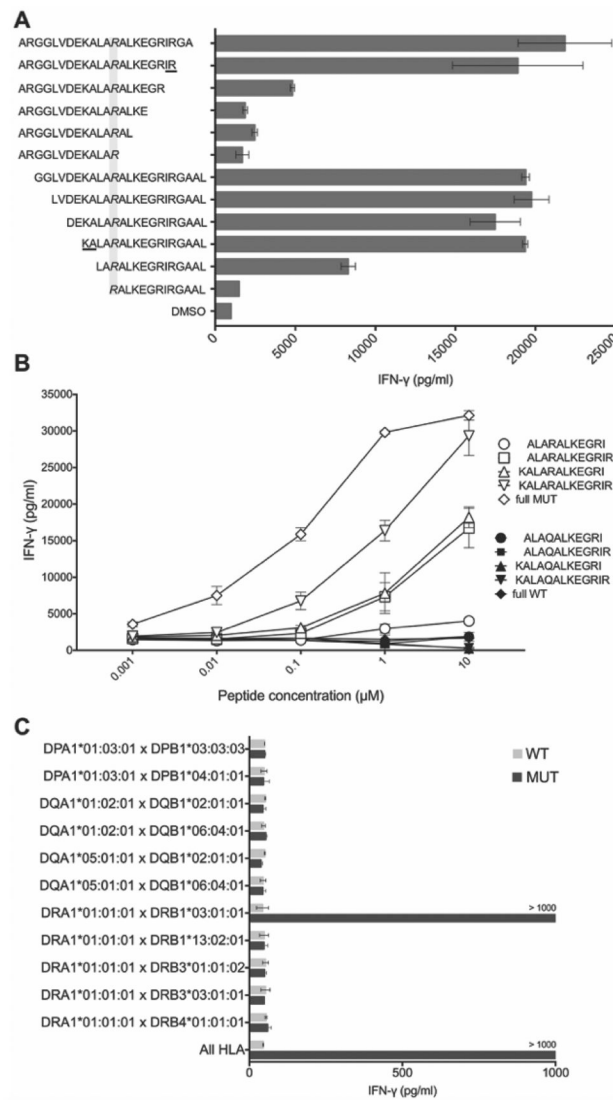 A
ARGGLVDEKALARALKEGRIRGA
ARGGLVDEKALARALKEGRIR
ARGGLVDEKALARALKEGR
ARGGLVDEKALARALKE
ARGGLVDEKALARAL
ARGGLVDEKALAR
GGLVDEKALARALKEGRIRGAAL
LVDEKALARALKEGRIRGAAL
DEKALARALKEGRIRGAAL
KALARALKEGRIRGAAL
LARALKEGRIRGAAL
RALKEGRIRGAAL
DMSO
0
5000
10000
15000
20000
25000
IFN-γ (pg/ml)
B
IFN-γ (pg/ml)
35000
30000
25000
20000
15000
10000
5000
0
0.001
0.01
0.1
1
10
Peptide concentration (μM)
ALARALKEGRI
ALARALKEGRIR
KALARALKEGRI
KALARALKEGRIR
full MUT
ALAQALKEGRI
ALAQALKEGRIR
KALAQALKEGRI
KALAQALKEGRIR
full WT
C
DPA1*01:03:01 x DPB1*03:03:03
DPA1*01:03:01 x DPB1*04:01:01
DQA1*01:02:01 x DQB1*02:01:01
DQA1*01:02:01 x DQB1*06:04:01
DQA1*05:01:01 x DQB1*02:01:01
DQA1*05:01:01 x DQB1*06:04:01
DRA1*01:01:01 x DRB1*03:01:01
DRA1*01:01:01 x DRB1*13:02:01
DRA1*01:01:01 x DRB3*01:01:02
DRA1*01:01:01 x DRB3*03:01:01
DRA1*01:01:01 x DRB4*01:01:01
All HLA
WT
MUT
> 1000
> 1000
0
500
1000
IFN-γ (pg/ml)